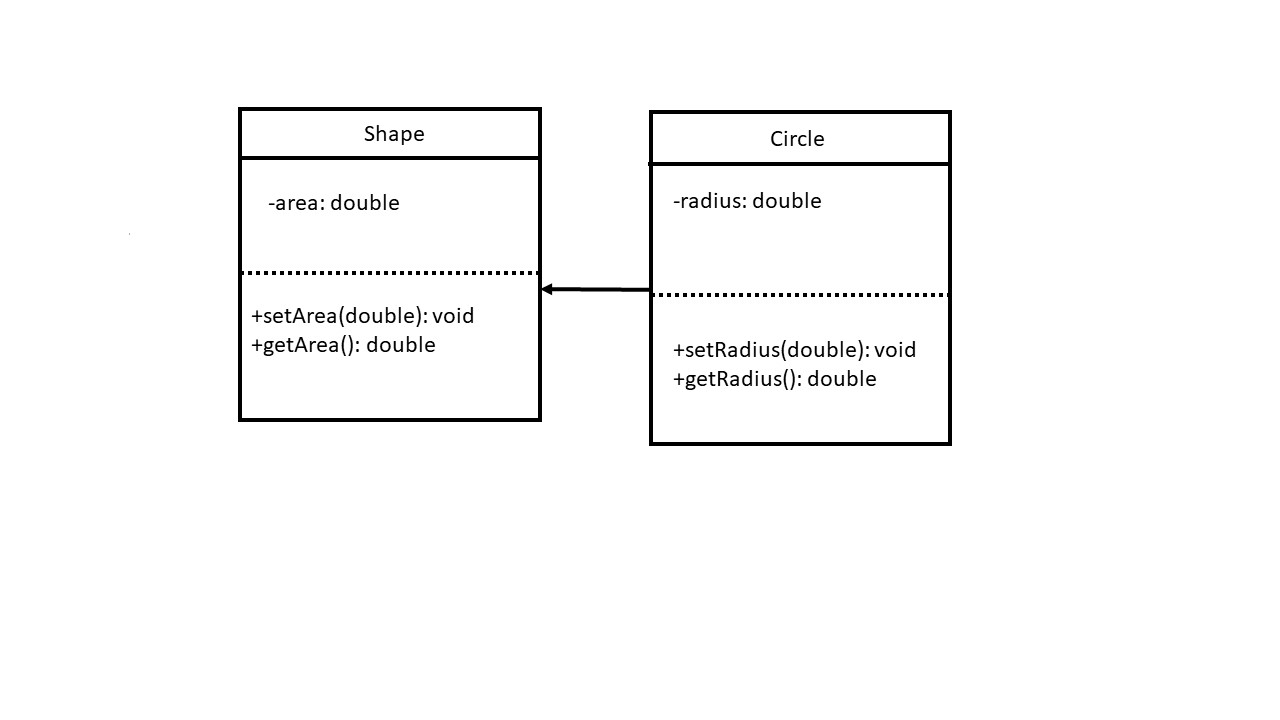 Shape
-area: double
+setArea(double): void
+getArea(): double
Circle
-radius: double
+setRadius(double): void
+getRadius(): double